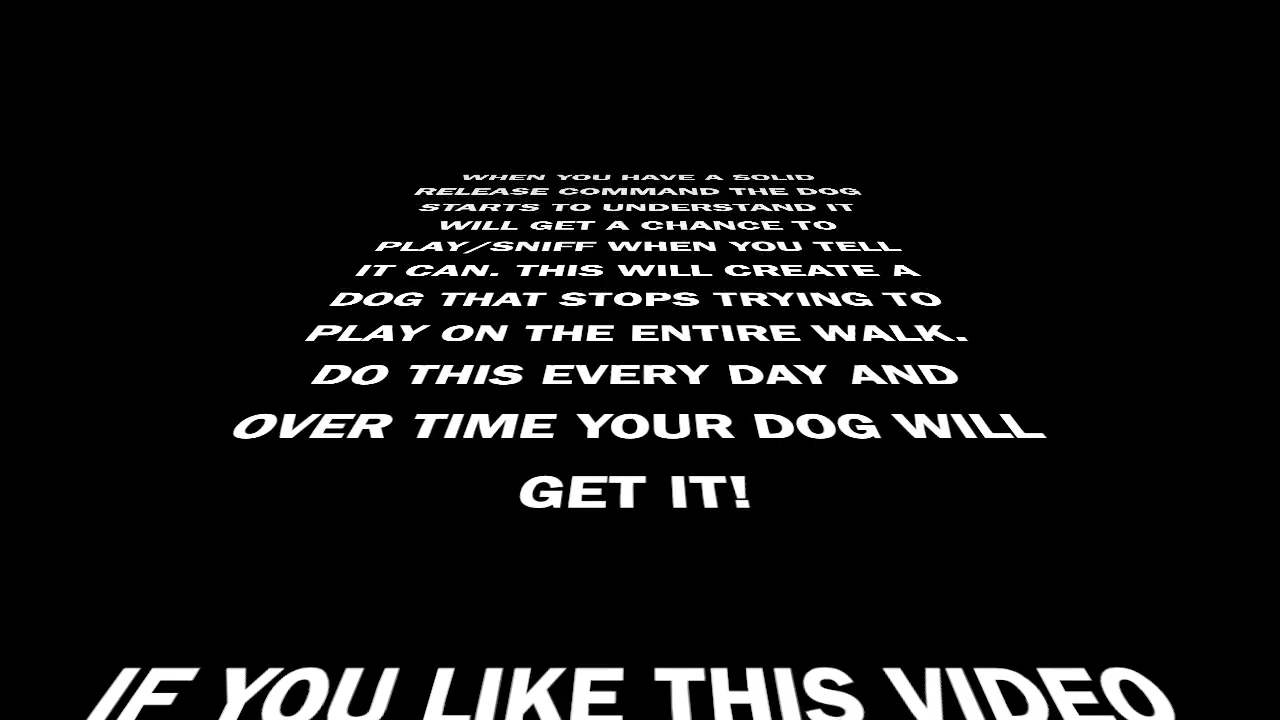 WHEN YOU HAVE A SOLID
RELEASE COMMAND THE DOG
STARTS TO UNDERSTAND IT
WILL GET A CHANCE TO
PLAY/SNIFF WHEN YOU TELL
IT CAN. THIS WILL CREATE A
DOG THAT STOPS TRYING TO
PLAY ON THE ENTIRE WALK.
DO THIS EVERY DAY AND
OVER TIME YOUR DOG WILL
GET IT!
IF YOU LIKE THIS VIDEO